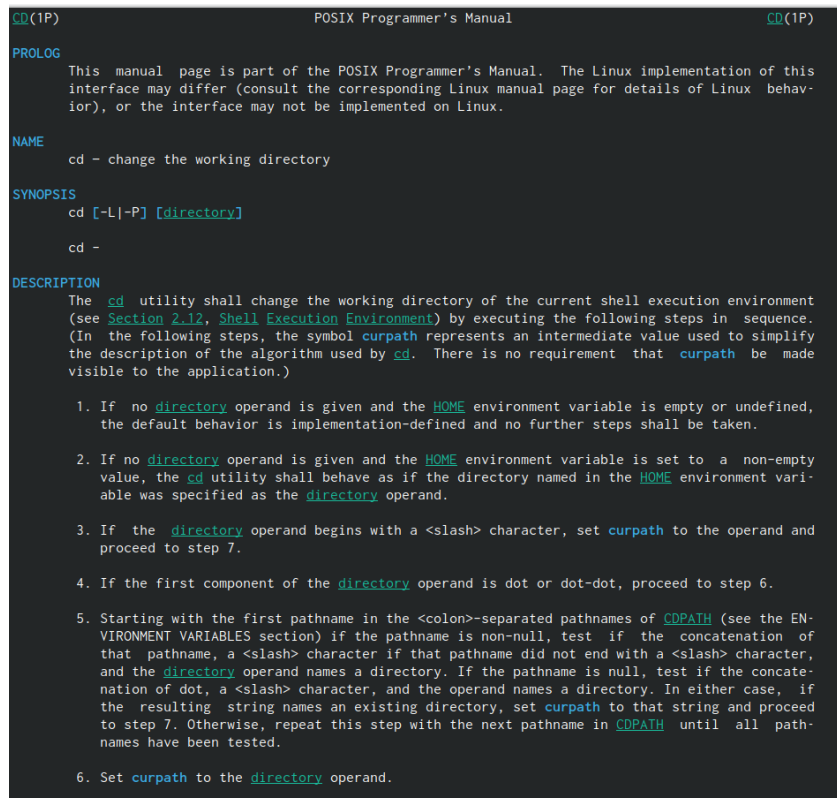 CD(1P) POSIX Programmer's Manual CD(1P)
PROLOG
This manual page is part of the POSIX Programmer's Manual. The Linux implementation of this
interface may differ (consult the corresponding Linux manual page for details of Linux behav-
ior), or the interface may not be implemented on Linux.
NAME
cd - change the working directory
SYNOPSIS
cd [-L|-P] [directory]
cd -
DESCRIPTION
The cd utility shall change the working directory of the current shell execution environment
(see Section 2.12, Shell Execution Environment) by executing the following steps in sequence.
(In the following steps, the symbol curpath represents an intermediate value used to simplify
the description of the algorithm used by cd. There is no requirement that curpath be made
visible to the application.)
1. If no directory operand is given and the HOME environment variable is empty or undefined,
the default behavior is implementation-defined and no further steps shall be taken.
2. If no directory operand is given and the HOME environment variable is set to a non-empty
value, the cd utility shall behave as if the directory named in the HOME environment vari-
able was specified as the directory operand.
3. If the directory operand begins with a <slash> character, set curpath to the operand and
proceed to step 7.
4. If the first component of the directory operand is dot or dot-dot, proceed to step 6.
5. Starting with the first pathname in the <colon>-separated pathnames of CDPATH (see the EN-
VIRONMENT VARIABLES section) if the pathname is non-null, test if the concatenation of
that pathname, a <slash> character if that pathname did not end with a <slash> character,
and the directory operand names a directory. If the pathname is null, test if the concate-
nation of dot, a <slash> character, and the operand names a directory. In either case, if
the resulting string names an existing directory, set curpath to that string and proceed
to step 7. Otherwise, repeat this step with the next pathname in CDPATH until all path-
names have been tested.
6. Set curpath to the directory operand.